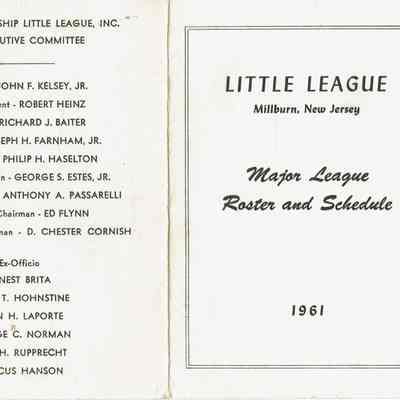 SHIP LITTLE LEAGUE, INC.
UTIVE COMMITTEE
JOHN F. KELSEY, JR.
ent - ROBERT HEINZ
RICHARD J. BAITER
EPH H. FARNHAM, JR.
PHILIP H. HASELTON
n - GEORGE S. ESTES, JR.
ANTHONY A. PASSARELLI
Chairman - ED FLYNN
man - D. CHESTER CORNISH
Ex-Officio
NEST BRITA
T. HOHNSTINE
N H. LAPORTE
GE C. NORMAN
H. RUPPRECHT
CUS HANSON
LITTLE LEAGUE
Millburn, New Jersey
Major League
Roster and Schedule
1961